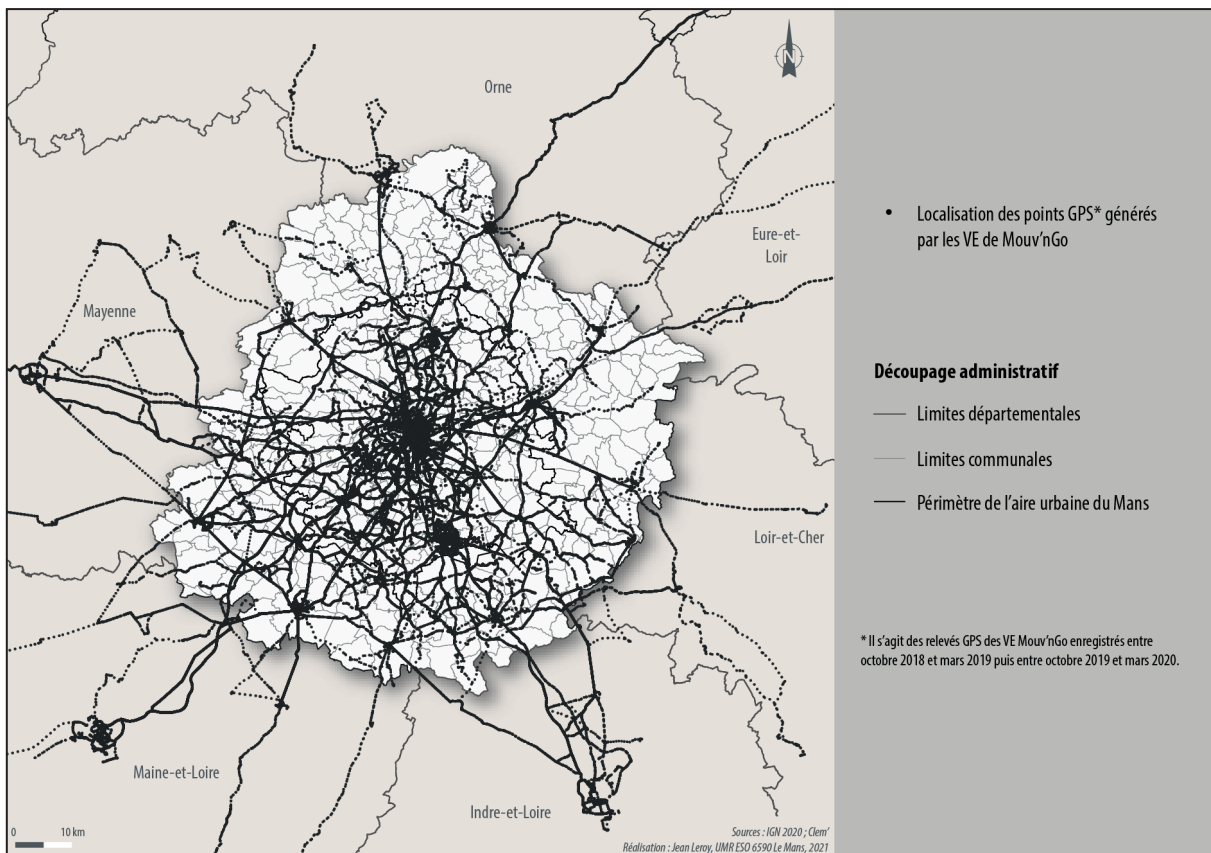 N
Orne
Eure-et-
Loir
Mayenne
Loir-et-Cher
Maine-et-Loire
Indre-et-Loire
0 10 km
Sources : IGN 2020 ; Clem'
Réalisation : Jean Leroy, UMR ESO 6590 Le Mans, 2021
• Localisation des points GPS* générés
par les VE de Mouv'nGo
Découpage administratif
Limites départementales
Limites communales
Périmètre de l'aire urbaine du Mans
* Il s'agit des relevés GPS des VE Mouv'nGo enregistrés entre
octobre 2018 et mars 2019 puis entre octobre 2019 et mars 2020.